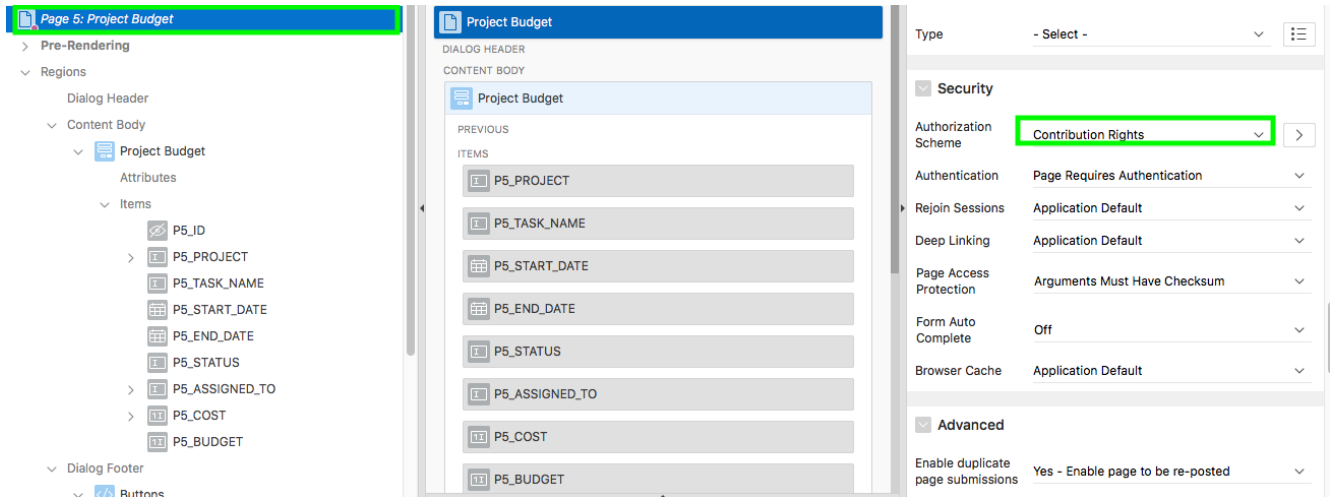 Page 5: Project Budget
Pre-Rendering
Regions
Dialog Header
Content Body
Project Budget
Attributes
Items
P5_ID
P5_PROJECT
P5_TASK_NAME
P5_START_DATE
P5_END_DATE
P5_STATUS
P5_ASSIGNED_TO
P5_COST
P5_BUDGET
Dialog Footer
Buttons
Project Budget
DIALOG HEADER
CONTENT BODY
Project Budget
PREVIOUS
ITEMS
P5_PROJECT
P5_TASK_NAME
P5_START_DATE
P5_END_DATE
P5_STATUS
P5_ASSIGNED_TO
P5_COST
P5_BUDGET
Type - Select -
Security
Authorization
Scheme
Contribution Rights
Authentication Page Requires Authentication
Rejoin Sessions Application Default
Deep Linking Application Default
Page Access
Protection
Arguments Must Have Checksum
Form Auto
Complete
Off
Browser Cache Application Default
Advanced
Enable duplicate
page submissions
Yes - Enable page to be re-posted